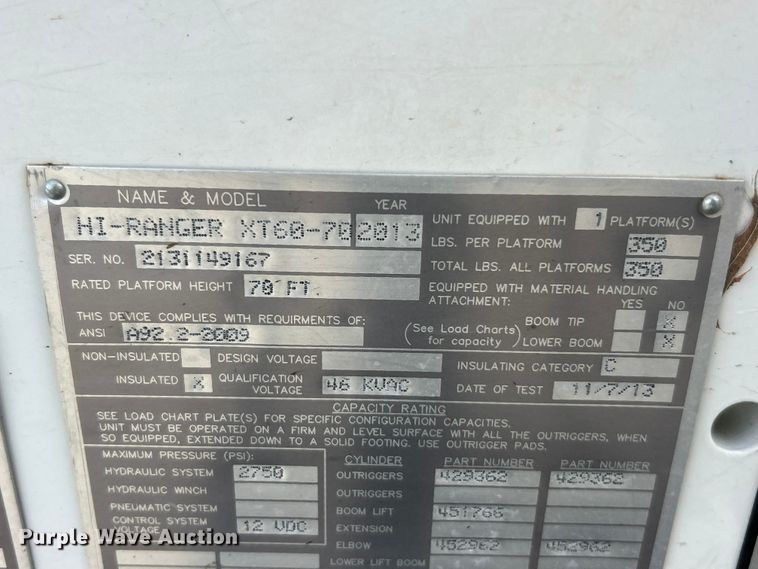 NAME & MODEL YEAR
HI-RANGER XT60-70 2013
UNIT EQUIPPED WITH 1 PLATFORM(S)
LBS. PER PLATFORM 350
SER. NO. 2131149167
TOTAL LBS. ALL PLATFORMS 350
RATED PLATFORM HEIGHT 70 FT.
EQUIPPED WITH MATERIAL HANDLING
ATTACHMENT: YES NO
THIS DEVICE COMPLIES WITH REQUIRMENTS OF:
ANSI A92.2-2009
(See Load Charts for capacity)
BOOM TIP X
LOWER BOOM X
NON-INSULATED DESIGN VOLTAGE
INSULATING CATEGORY C
INSULATED X QUALIFICATION VOLTAGE 46 KVAC
DATE OF TEST 11/7/13
CAPACITY RATING
SEE LOAD CHART PLATE(S) FOR SPECIFIC CONFIGURATION CAPACITIES.
UNIT MUST BE OPERATED ON A FIRM AND LEVEL SURFACE WITH ALL THE OUTRIGGERS, WHEN
SO EQUIPPED, EXTENDED DOWN TO A SOLID FOOTING. USE OUTRIGGER PADS.
MAXIMUM PRESSURE (PSI):
HYDRAULIC SYSTEM 2750
HYDRAULIC WINCH
PNEUMATIC SYSTEM
CONTROL SYSTEM VOLTAGE 12 VDC
CYLINDER PART NUMBER PART NUMBER
OUTRIGGERS 429362 429362
OUTRIGGERS
BOOM LIFT 451766
EXTENSION
ELBOW 452962 452962
LOWER LIFT BOOM
Purple Wave Auction